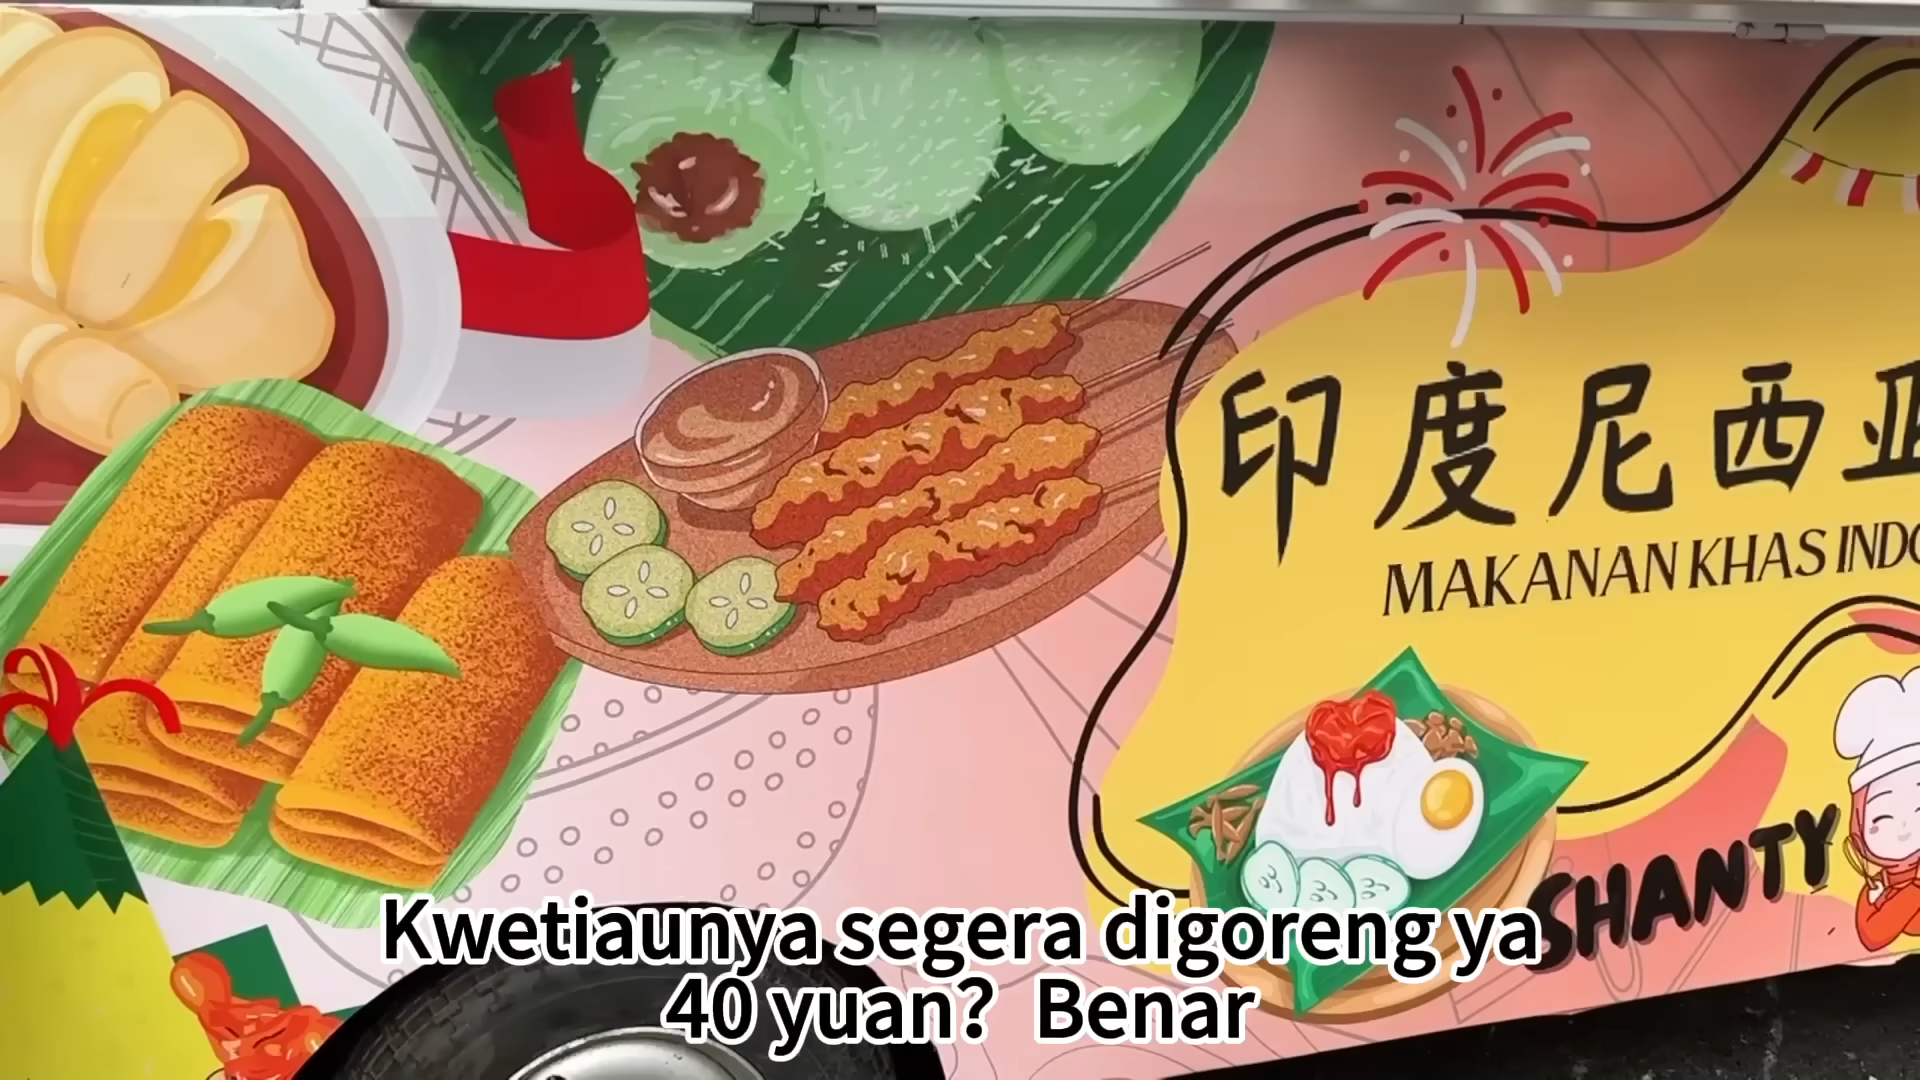 印度尼西亚
MAKANAN KHAS INDO
SHANTY
Kwetiaunya segera digoreng ya
40 yuan? Benar